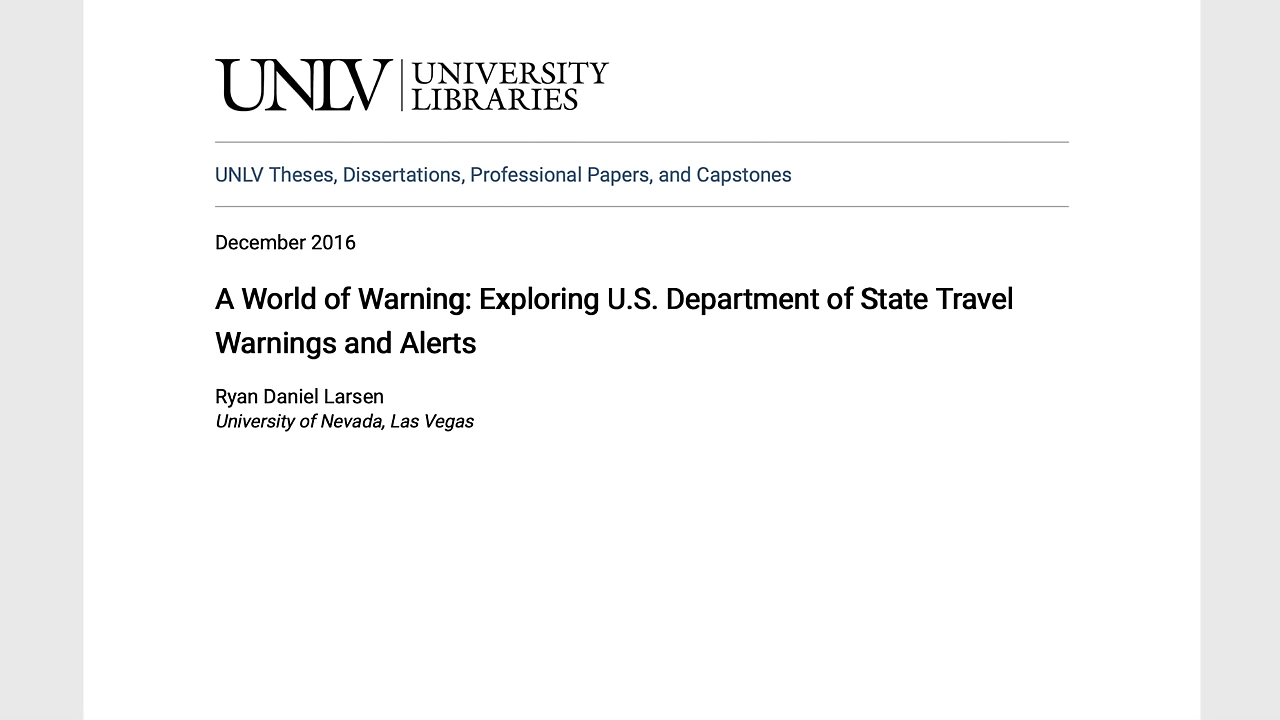 UNLV UNIVERSITY LIBRARIES
UNLV Theses, Dissertations, Professional Papers, and Capstones
December 2016
A World of Warning: Exploring U.S. Department of State Travel
Warnings and Alerts
Ryan Daniel Larsen
University of Nevada, Las Vegas